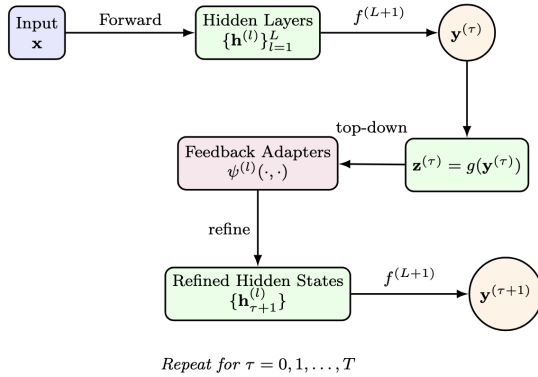 Input
x
Forward
Hidden Layers
{h^{(l)}}_{l=1}^{L}
f^{(L+1)}
y^{(τ)}
top-down
Feedback Adapters
ψ^{(l)}(·, ·)
z^{(τ)} = g(y^{(τ)})
refine
Refined Hidden States
{h_{τ+1}^{(l)}}
f^{(L+1)}
y^{(τ+1)}
Repeat for τ = 0, 1, . . . , T